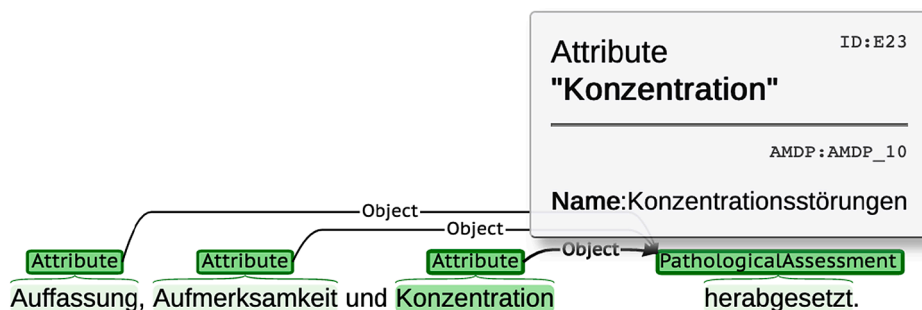 ID:E23
Attribute
"Konzentration"
AMDP:AMDP_10
Name:Konzentrationsstörungen
Object
Object
Object
Attribute Attribute Attribute PathologicalAssessment
Auffassung, Aufmerksamkeit und Konzentration herabgesetzt.